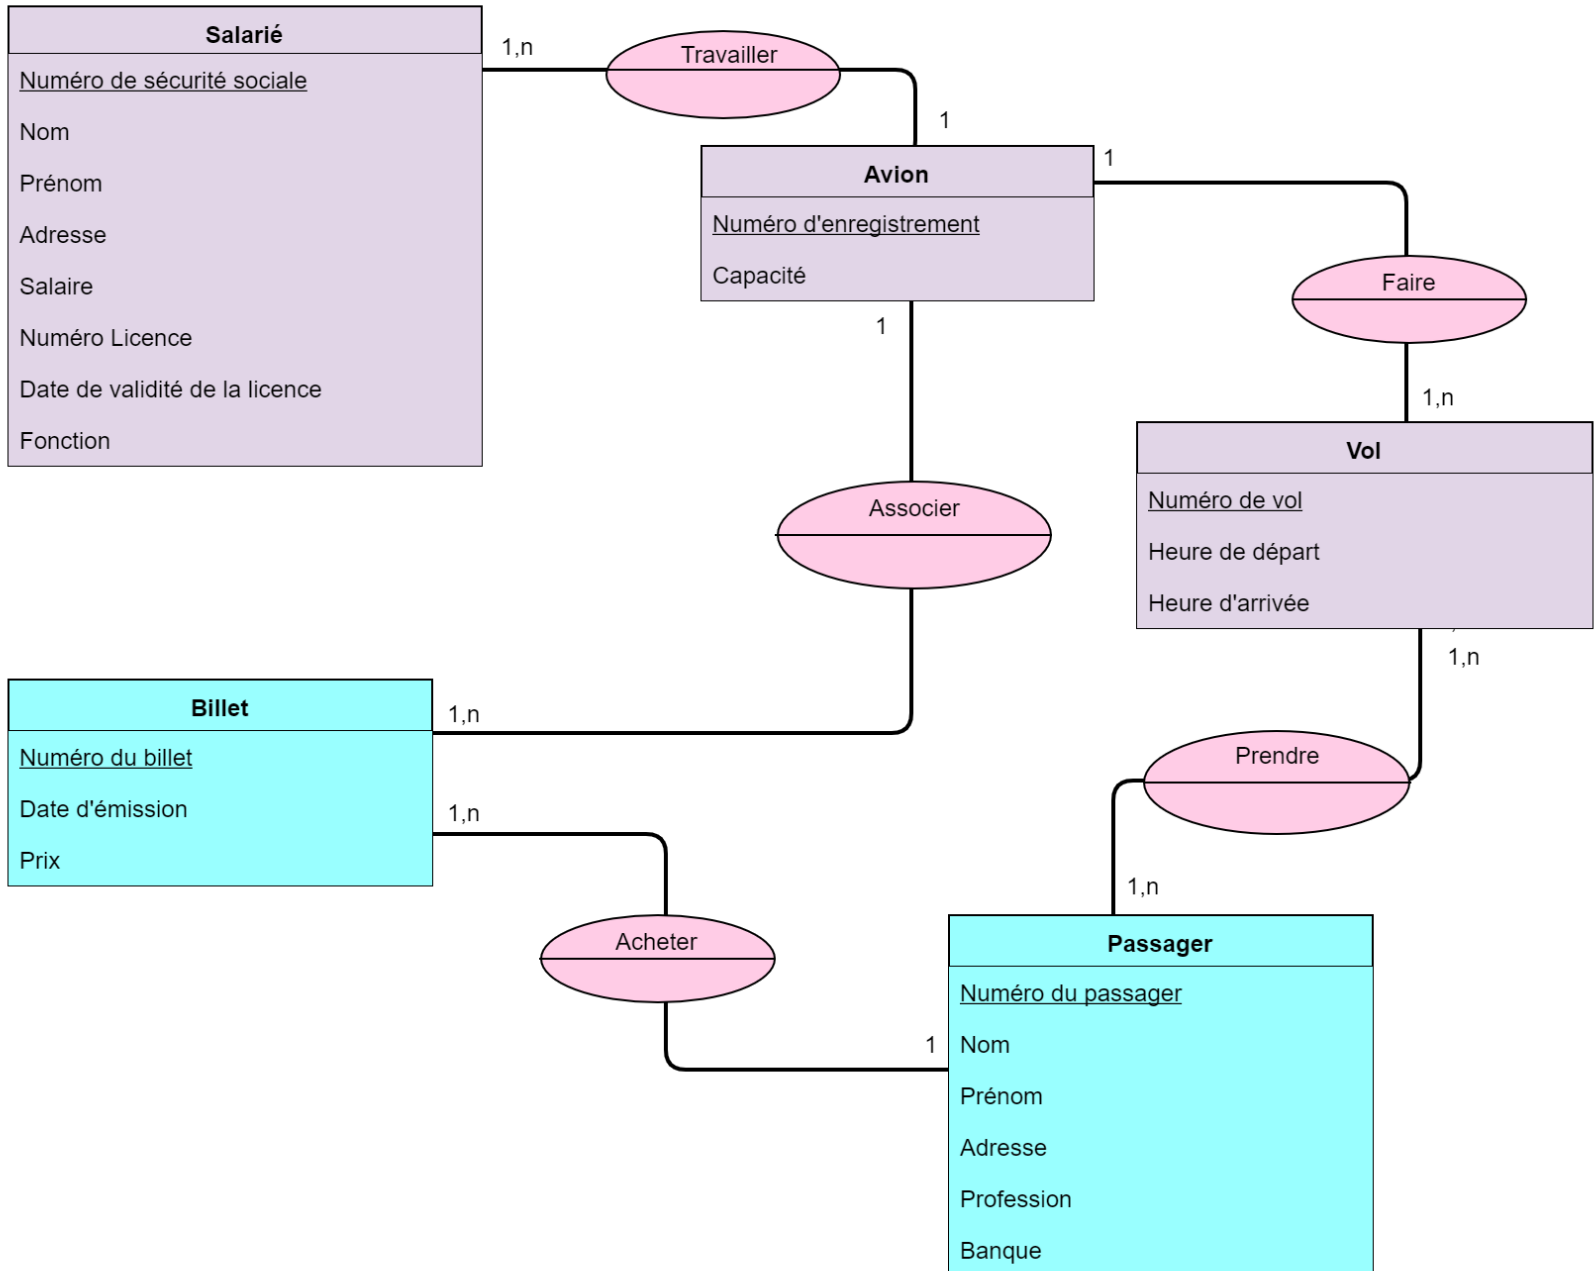 Salarié
Numéro de sécurité sociale
Nom
Prénom
Adresse
Salaire
Numéro Licence
Date de validité de la licence
Fonction
1,n
Travailler
1
Avion
Numéro d'enregistrement
Capacité
1
Faire
1,n
1
Associer
Vol
Numéro de vol
Heure de départ
Heure d'arrivée
1,n
Billet
Numéro du billet
Date d'émission
Prix
1,n
1,n
Prendre
1,n
Acheter
1
Passager
Numéro du passager
Nom
Prénom
Adresse
Profession
Banque